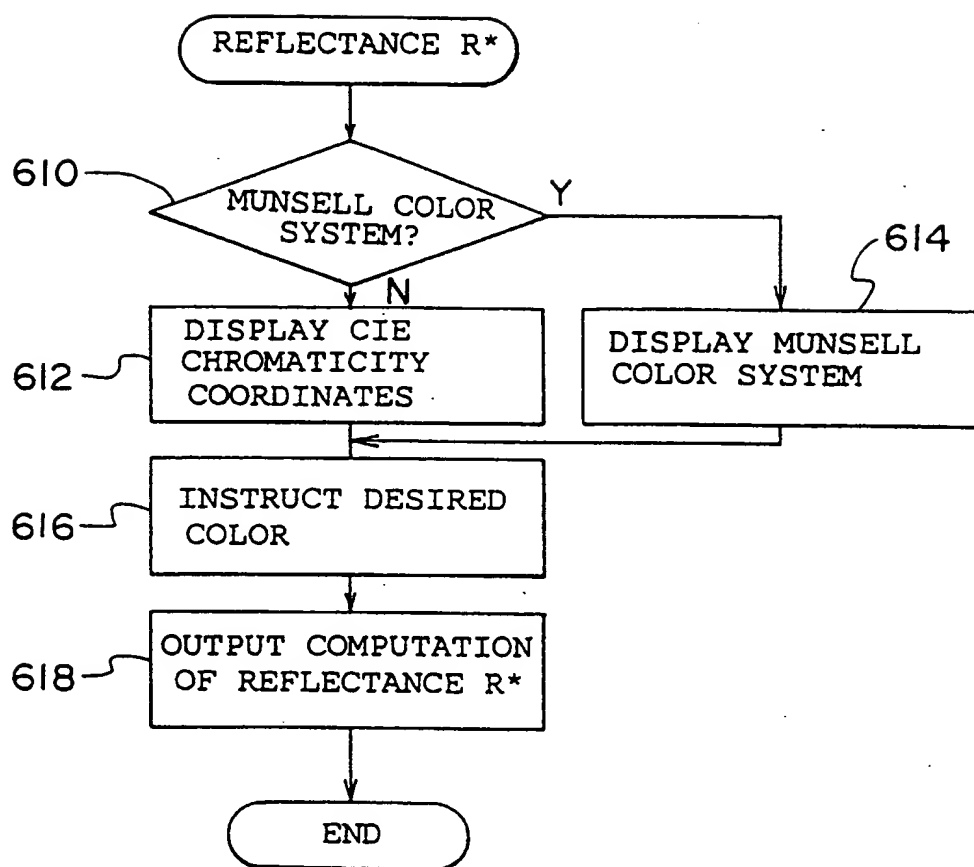 REFLECTANCE R*
610
MUNSELL COLOR
SYSTEM?
Y
N
614
612
DISPLAY CIE
CHROMATICITY
COORDINATES
DISPLAY MUNSELL
COLOR SYSTEM
616
INSTRUCT DESIRED
COLOR
618
OUTPUT COMPUTATION
OF REFLECTANCE R*
END